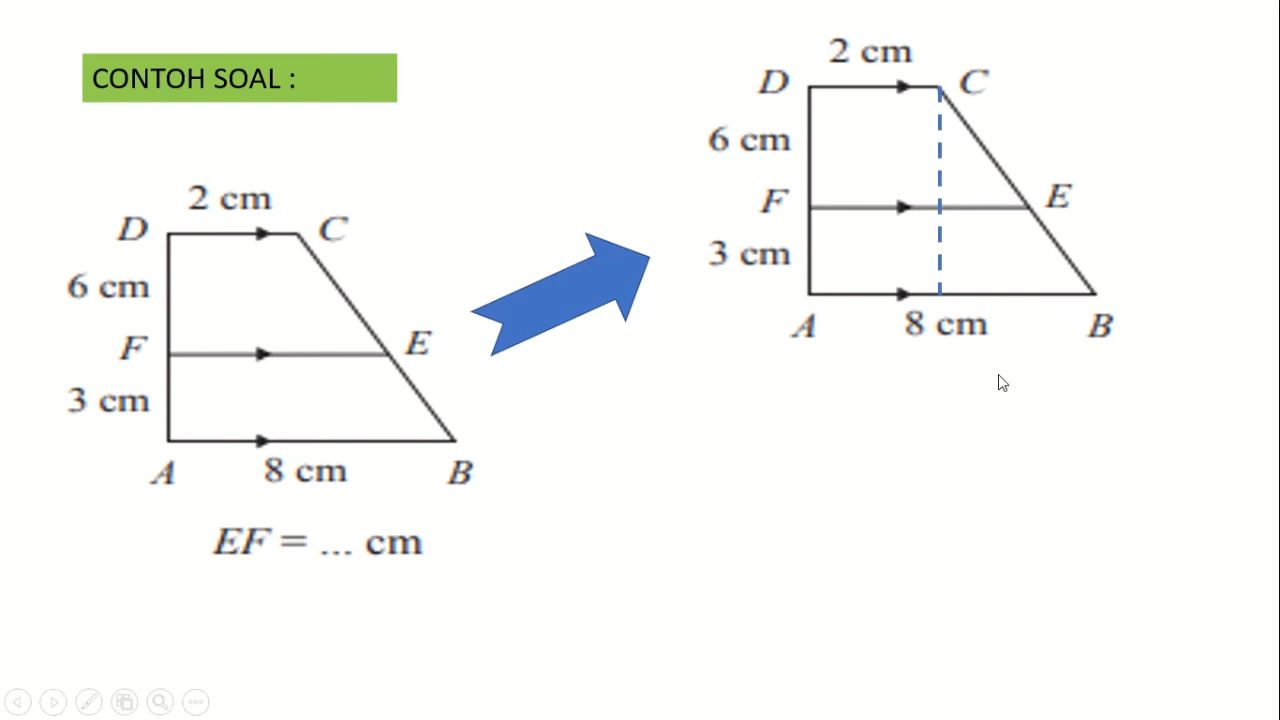 CONTOH SOAL :
2 cm
D C
6 cm
F E
3 cm
A 8 cm B
EF = ... cm
2 cm
D C
6 cm
F E
3 cm
A 8 cm B